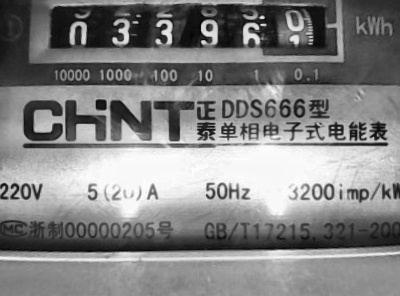 0 3 3 9 6 kWh
10000 1000 100 10 1 0.1
CHNT 正泰 DDS666型
单相电子式电能表
220V 5(20)A 50Hz 3200imp/kW
MC 浙制00000205号 GB/T17215.321-200